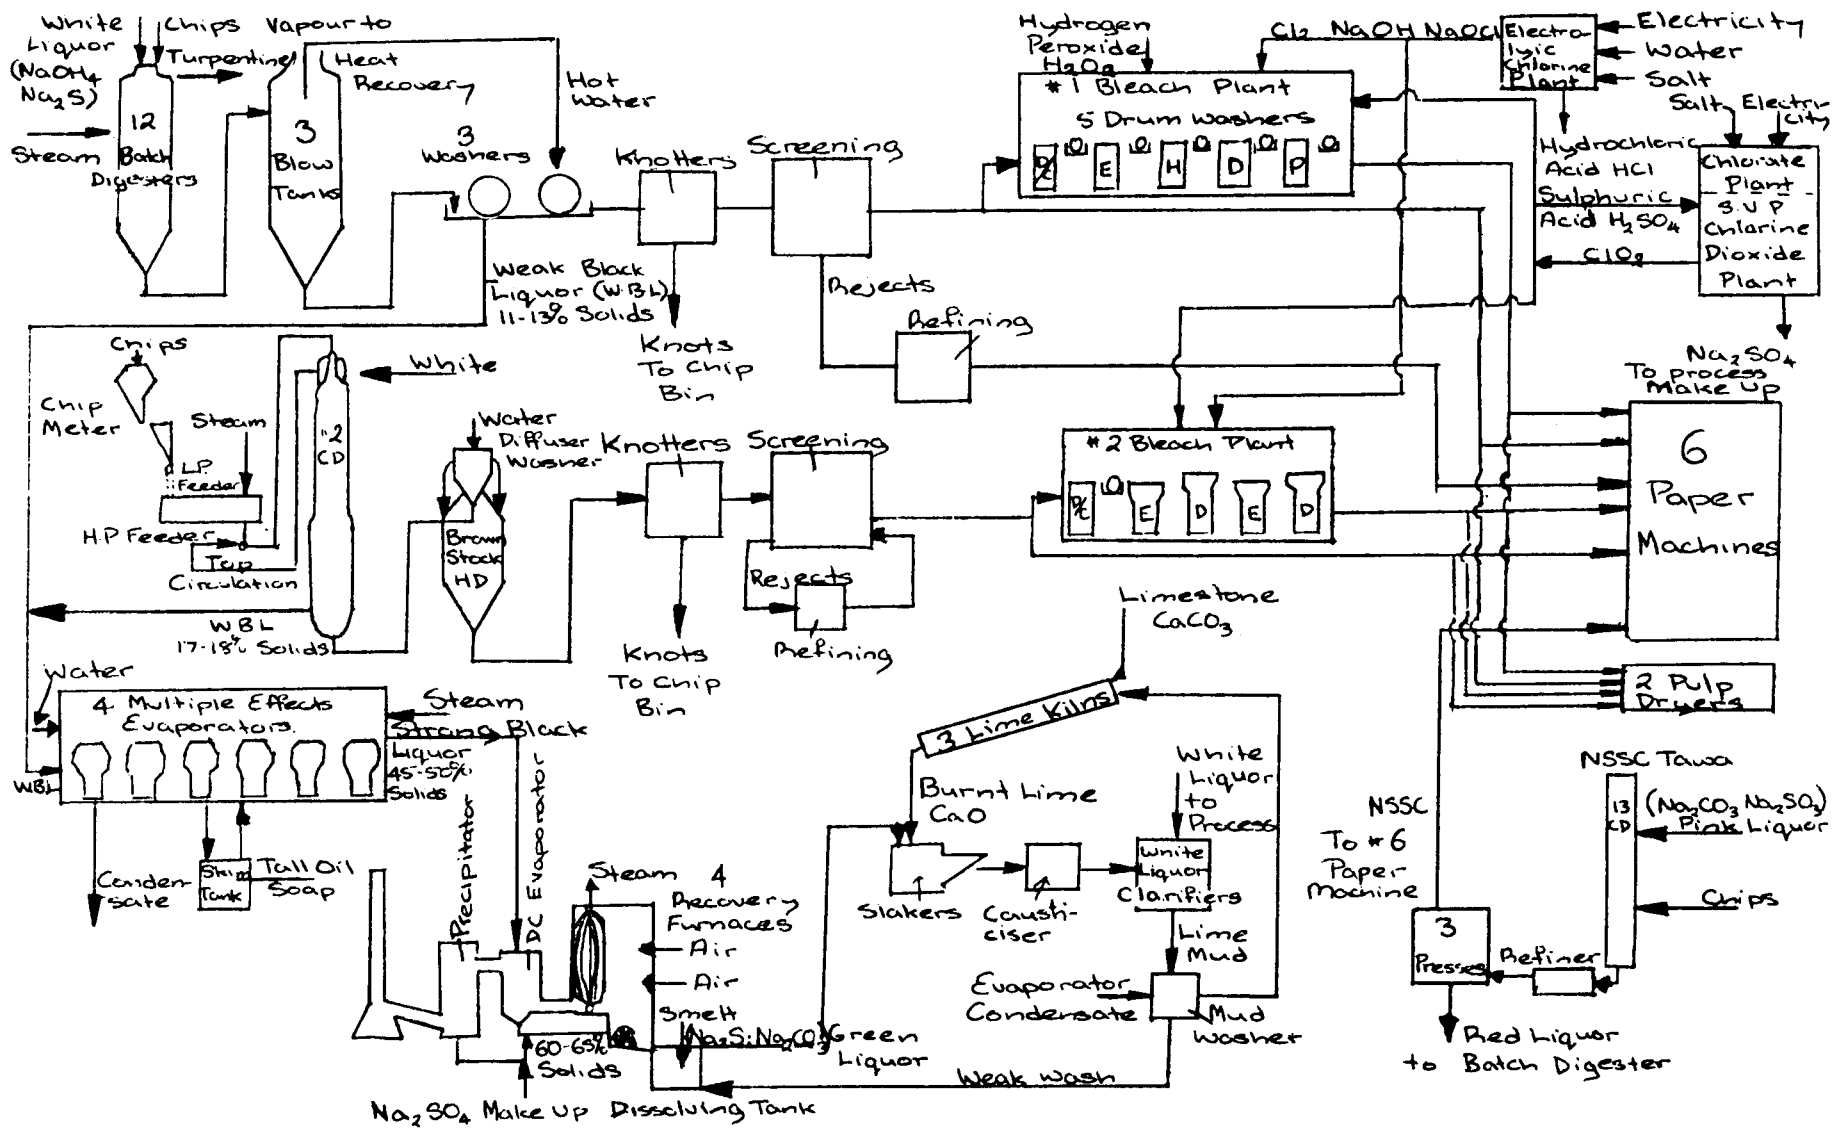 White
Liquor
(NaOH4
Na2S)
Chips
Turpentine
Vapour to
Heat
Recovery
Hot
Water
Steam
12
Batch
Digesters
3
Blow
Tanks
3
Washers
Knotters
Screening
Weak Black
Liquor (W.B.L)
11-13% Solids
Knots
To Chip
Bin
Rejects
Refining
Hydrogen
Peroxide
H2O2
Cl2 NaOH NaOCl
#1 Bleach Plant
5 Drum Washers
D/C E H D P
Electro-
lyic
Chlorine
Plant
Electricity
Water
Salt
Salt
Electri-
city
Hydrochloric
Acid HCl
Sulphuric
Acid H2SO4
ClO2
Chlorate
Plant
S.V.P
Chlorine
Dioxide
Plant
Na2SO4
To process
Make up
Chips
Chip
Meter
Steam
L.P.
Feeder
H.P Feeder
Top
Circulation
White
"2
CD
WBL
17-18% Solids
Water
Diffuser
Washer
Brown
Stock
HD
Knotters
Screening
Rejects
Refining
Knots
To Chip
Bin
#2 Bleach Plant
D/C E D E D
6
Paper
Machines
2 Pulp
Dryers
Water
4 Multiple Effects
Evaporators.
Steam
Strong Black
Liquor
45-50%
Solids
WBL
Conden-
sate
Skim
Tank
Tall Oil
Soap
Precipitator
DC Evaporator
Steam
4
Recovery
Furnaces
Air
Air
Smelt
Na2S:Na2CO3
Green
Liquor
60-65%
Solids
Na2SO4 Make up
Dissolving Tank
Weak wash
Limestone
CaCO3
3 Lime Kilns
Burnt Lime
CaO
Slakers
Causti-
ciser
White
Liquor
to
Process
White
Liquor
Clarifiers
Lime
Mud
Evaporator
Condensate
Mud
Washer
NSSC
To #6
Paper
Machine
NSSC Tawa
13
CD
(Na2CO3 Na2SO3)
Pink Liquor
Chips
3
Presses
Refiner
Red Liquor
to Batch Digester